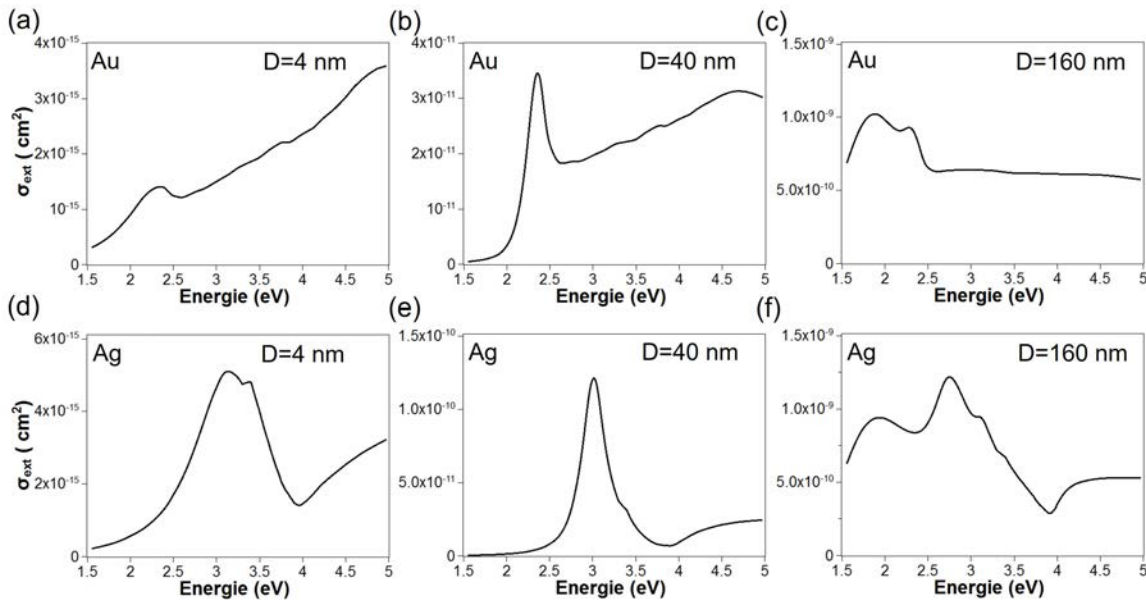 (a)
Au
D=4 nm
σext ( cm²)
4x10⁻¹⁵
3x10⁻¹⁵
2x10⁻¹⁵
10⁻¹⁵
0
1.5 2 2.5 3 3.5 4 4.5 5
Energie (eV)
(b)
Au
D=40 nm
4x10⁻¹¹
3x10⁻¹¹
2x10⁻¹¹
10⁻¹¹
0
1.5 2 2.5 3 3.5 4 4.5 5
Energie (eV)
(c)
Au
D=160 nm
1.5x10⁻⁹
1.0x10⁻⁹
5.0x10⁻¹⁰
0
1.5 2 2.5 3 3.5 4 4.5 5
Energie (eV)
(d)
Ag
D=4 nm
σext ( cm²)
6x10⁻¹⁵
4x10⁻¹⁵
2x10⁻¹⁵
0
1.5 2 2.5 3 3.5 4 4.5 5
Energie (eV)
(e)
Ag
D=40 nm
1.5x10⁻¹⁰
1.0x10⁻¹⁰
5.0x10⁻¹¹
0
1.5 2 2.5 3 3.5 4 4.5 5
Energie (eV)
(f)
Ag
D=160 nm
1.5x10⁻⁹
1.0x10⁻⁹
5.0x10⁻¹⁰
0
1.5 2 2.5 3 3.5 4 4.5 5
Energie (eV)